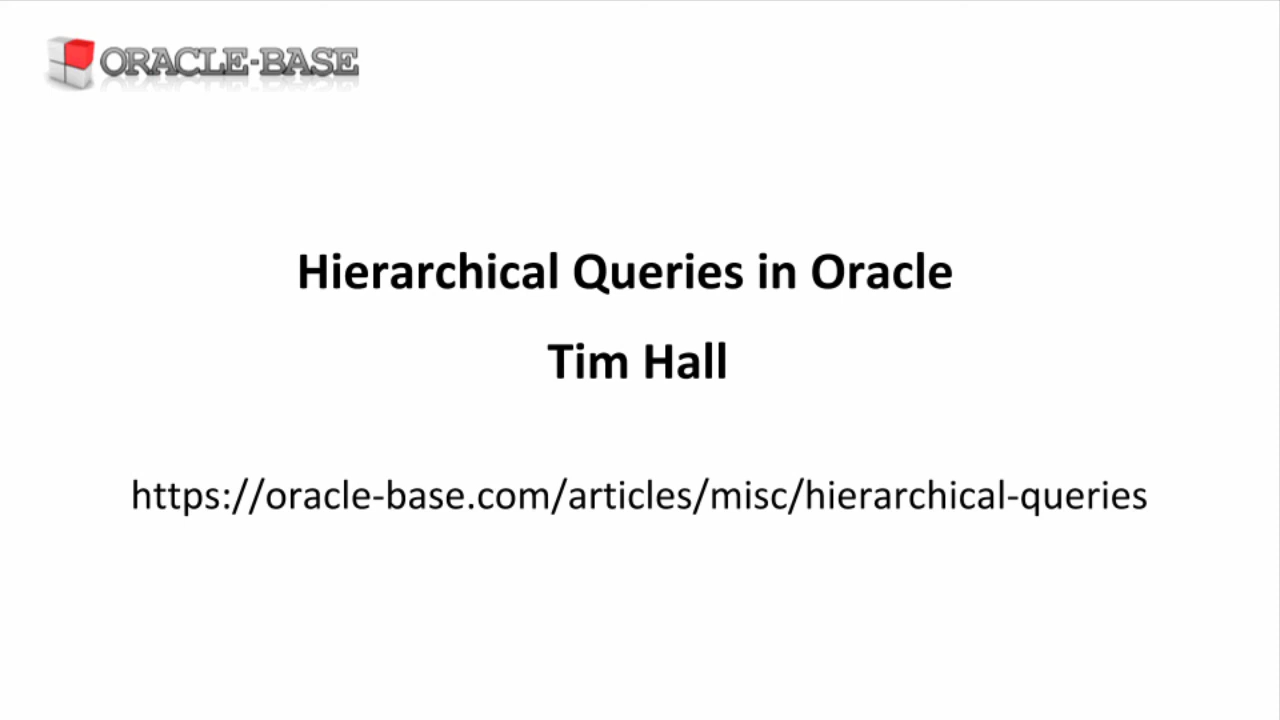 ORACLE-BASE
Hierarchical Queries in Oracle
Tim Hall
https://oracle-base.com/articles/misc/hierarchical-queries